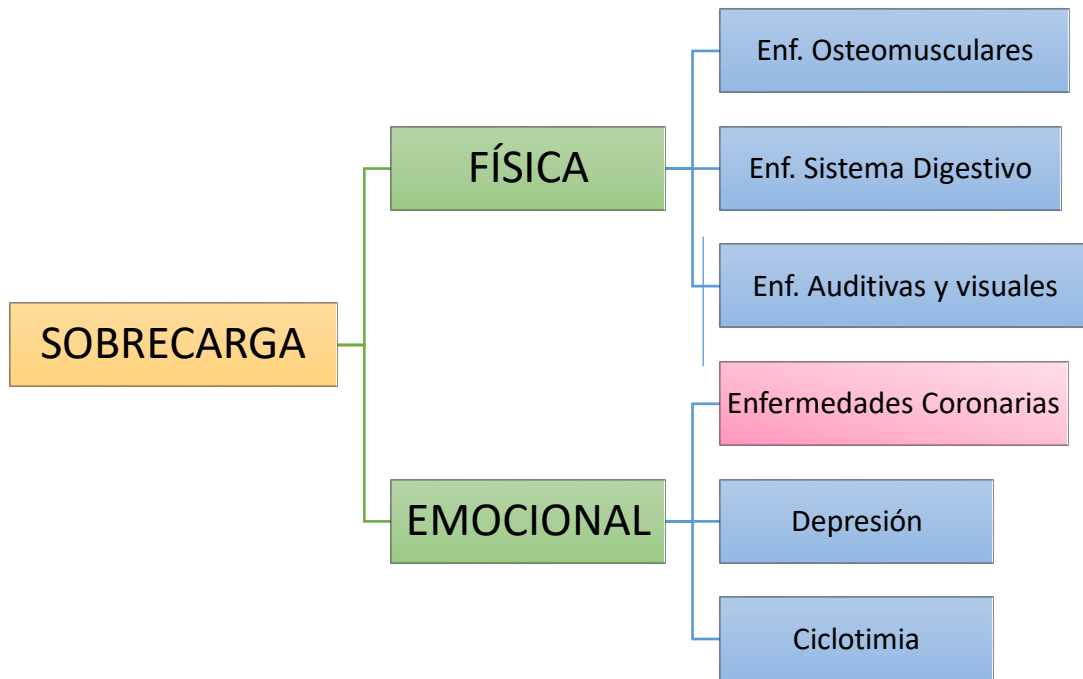 SOBRECARGA
FÍSICA
Enf. Osteomusculares
Enf. Sistema Digestivo
Enf. Auditivas y visuales
EMOCIONAL
Enfermedades Coronarias
Depresión
Ciclotimia